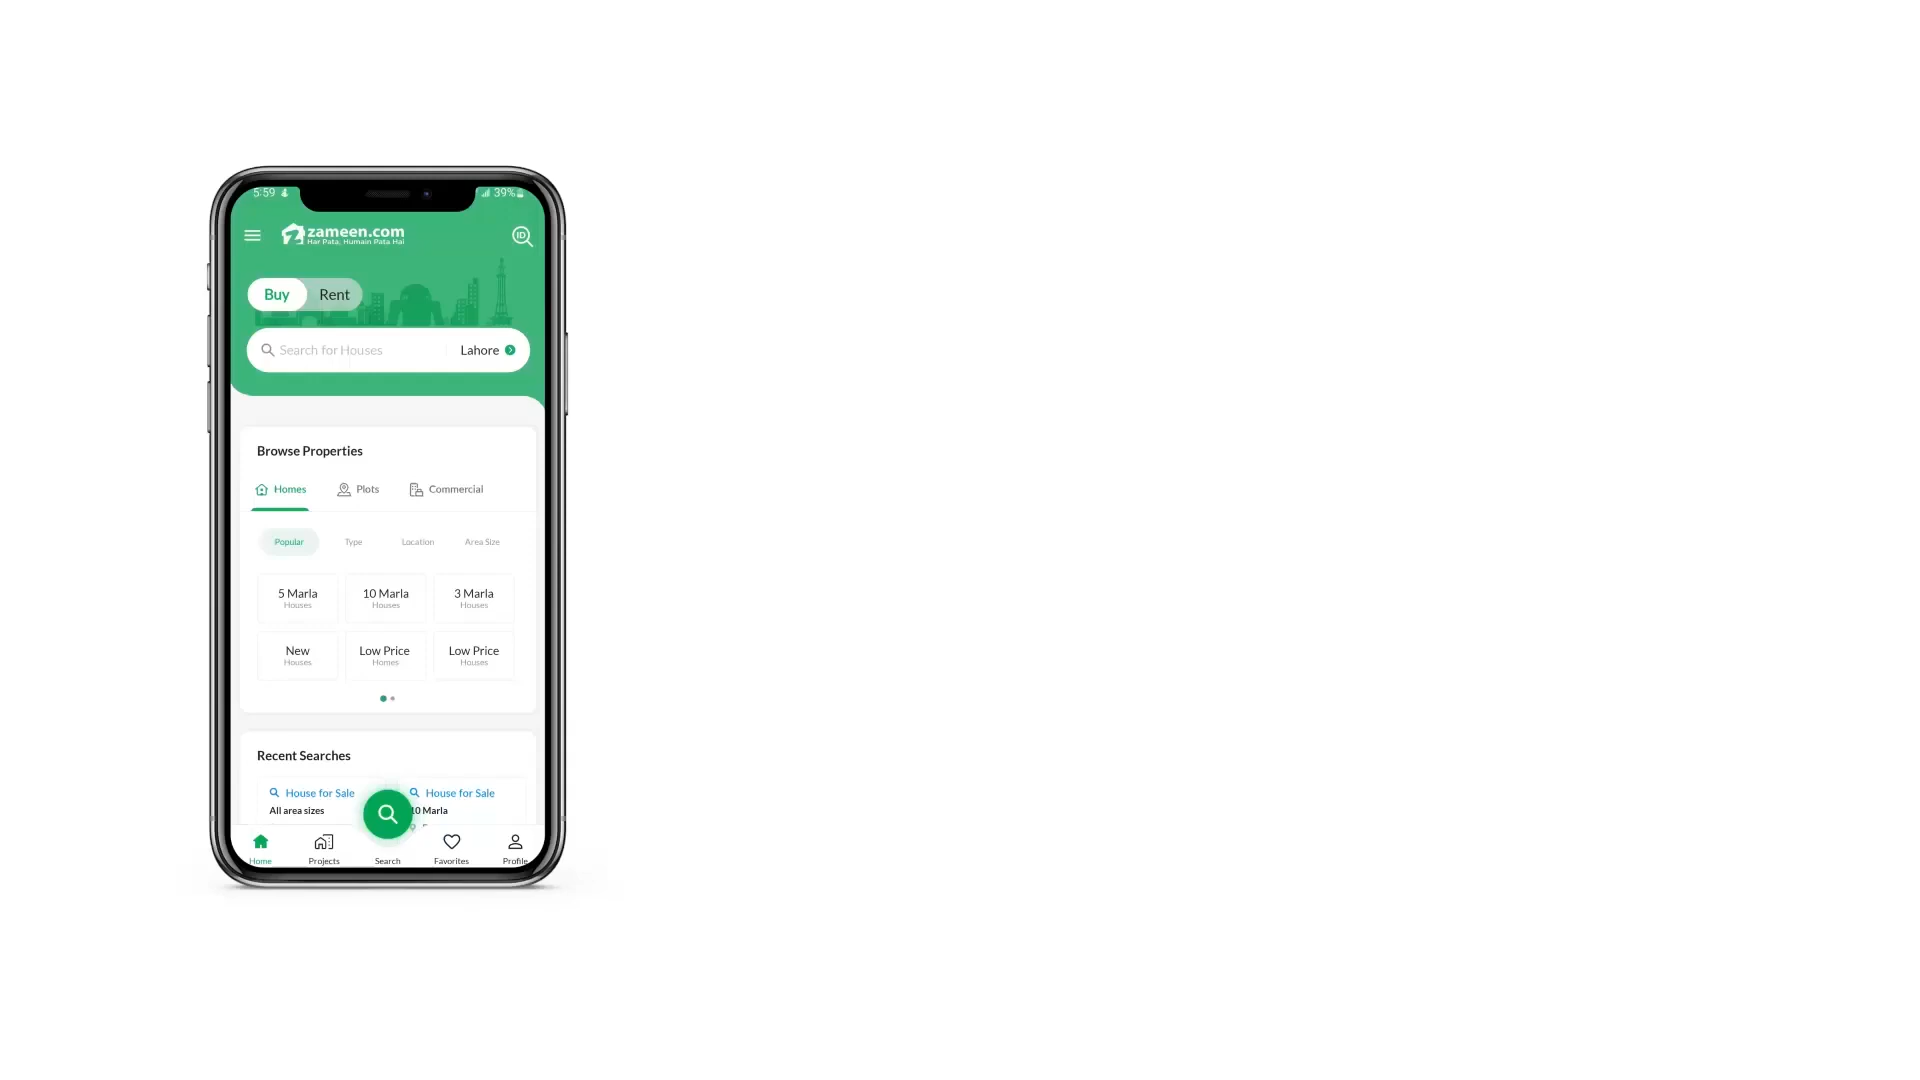 5:59 39%
zameen.com
Har Pata, Humain Pata Hai
ID
Buy Rent
Search for Houses Lahore
Browse Properties
Homes Plots Commercial
Popular Type Location Area Size
5 Marla 10 Marla 3 Marla
Houses Houses Houses
New Low Price Low Price
Houses Homes Houses
Recent Searches
House for Sale House for Sale
All area sizes 10 Marla
Home Projects Search Favorites Profile